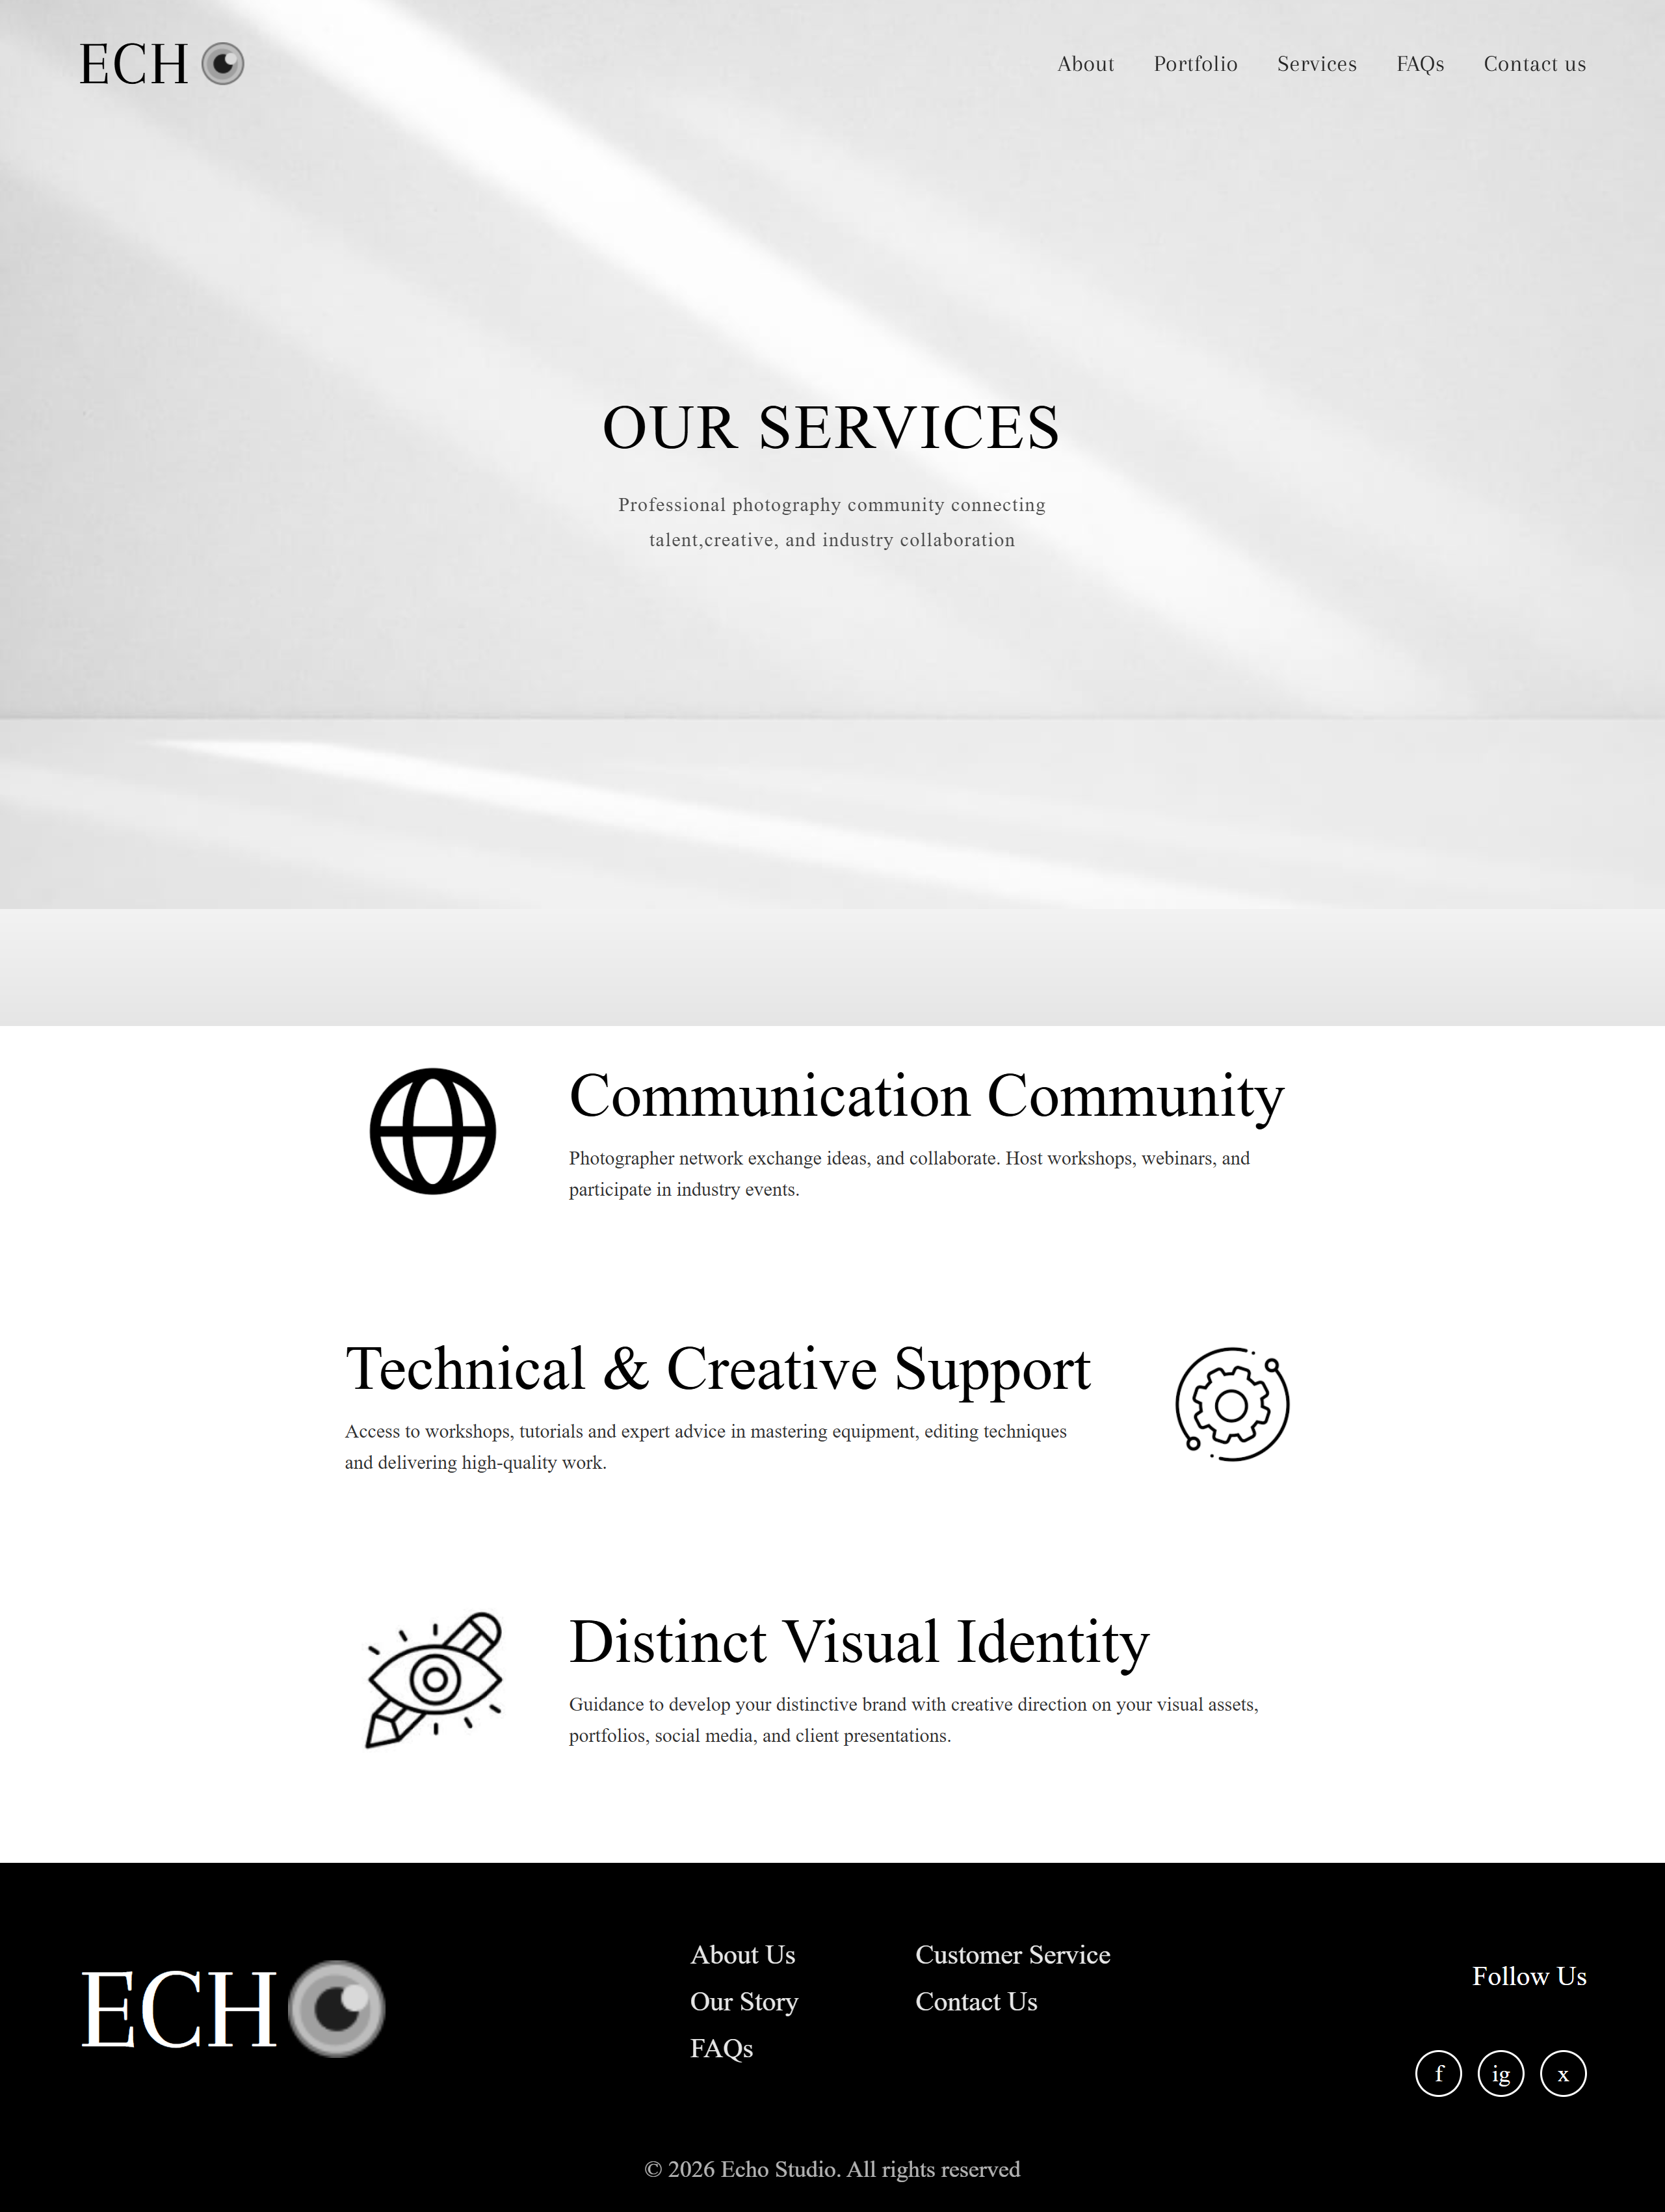 ECH
About Portfolio Services FAQs Contact us
OUR SERVICES
Professional photography community connecting
talent,creative, and industry collaboration
Communication Community
Photographer network exchange ideas, and collaborate. Host workshops, webinars, and
participate in industry events.
Technical & Creative Support
Access to workshops, tutorials and expert advice in mastering equipment, editing techniques
and delivering high-quality work.
Distinct Visual Identity
Guidance to develop your distinctive brand with creative direction on your visual assets,
portfolios, social media, and client presentations.
ECH
About Us
Our Story
FAQs
Customer Service
Contact Us
Follow Us
f ig x
© 2026 Echo Studio. All rights reserved